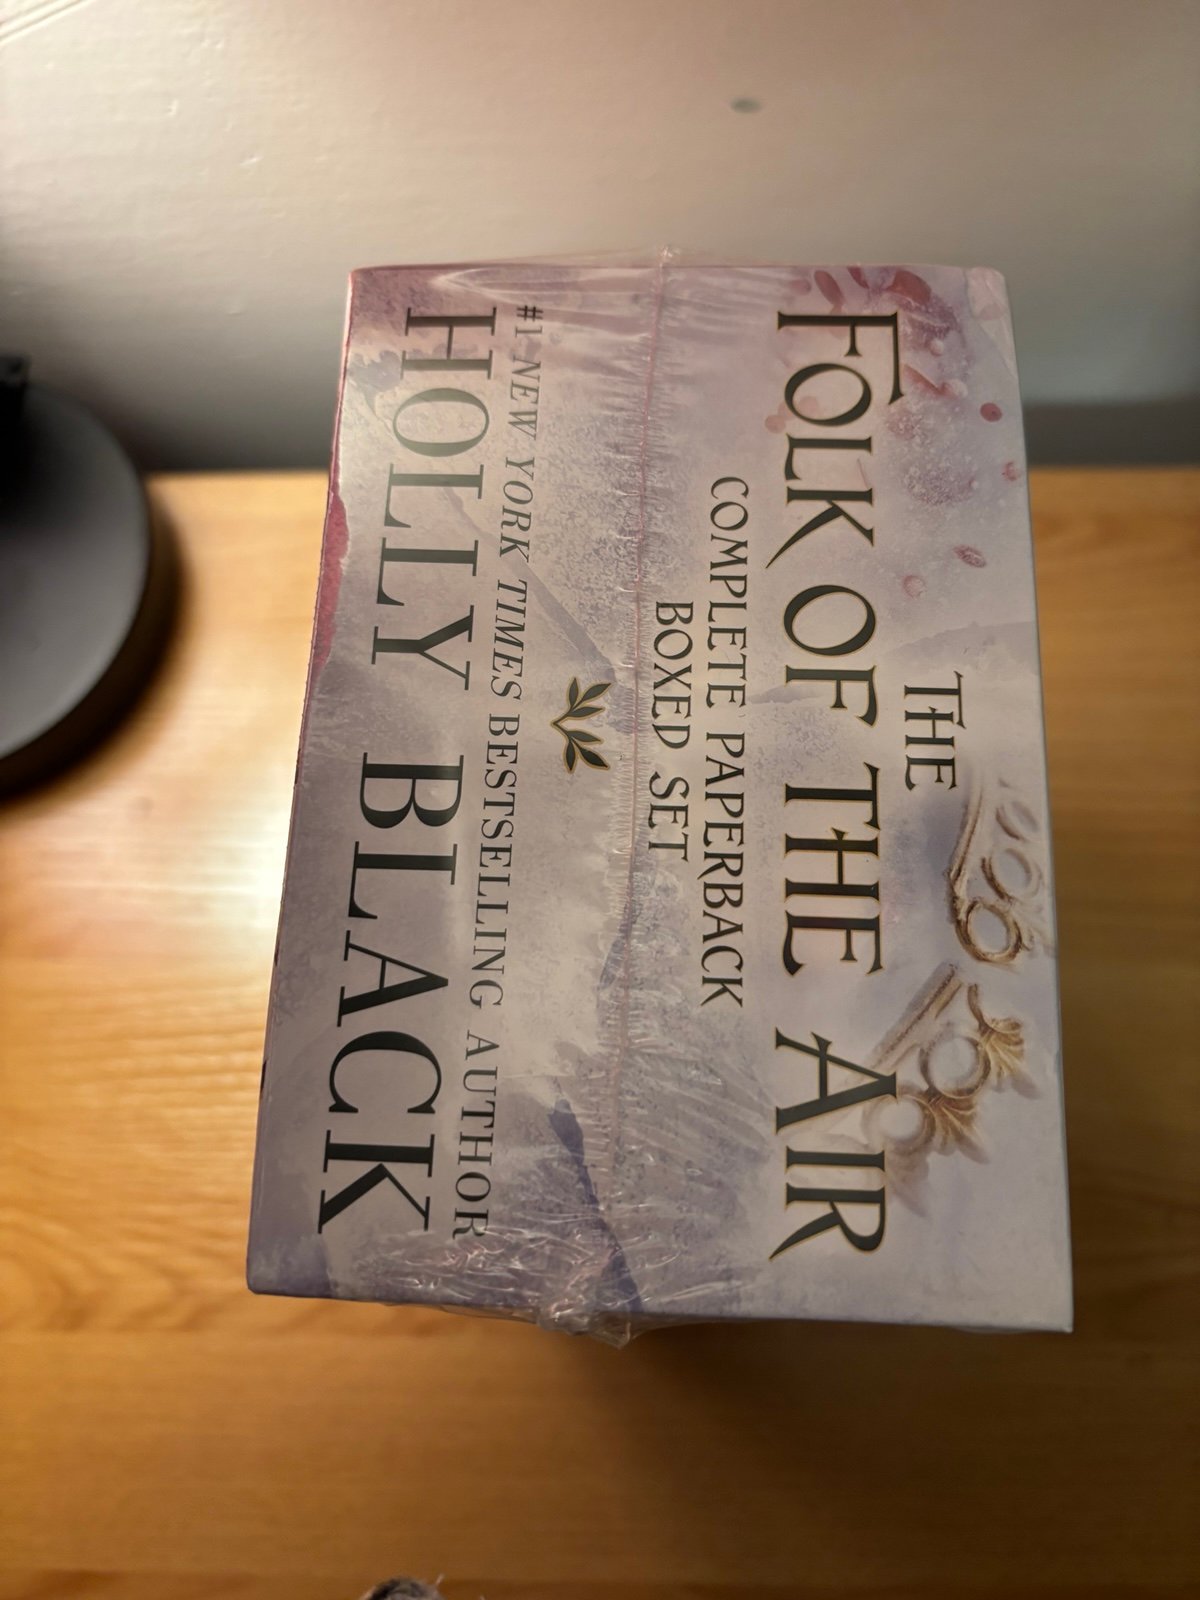 THE
FOLK OF THE AIR
COMPLETE PAPERBACK
BOXED SET
#1 NEW YORK TIMES BESTSELLING AUTHOR
HOLLY BLACK